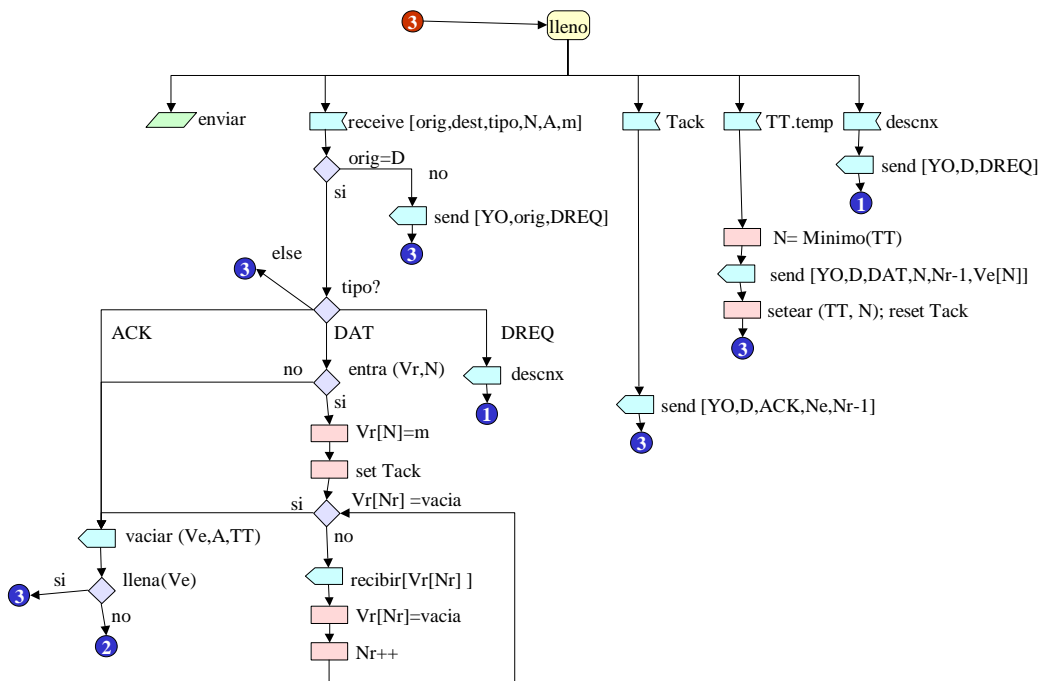 3
lleno
enviar
receive [orig,dest,tipo,N,A,m]
Tack
TT.temp
descnx
orig=D
no
si
send [YO,D,DREQ]
1
send [YO,orig,DREQ]
3
N= Minimo(TT)
else
3
send [YO,D,DAT,N,Nr-1,Ve[N]]
tipo?
setear (TT, N); reset Tack
ACK
DAT
DREQ
3
no
entra (Vr,N)
descnx
si
send [YO,D,ACK,Ne,Nr-1]
1
Vr[N]=m
3
set Tack
si
Vr[Nr] =vacia
vaciar (Ve,A,TT)
no
si
llena(Ve)
recibir[Vr[Nr] ]
3
no
Vr[Nr]=vacia
2
Nr++